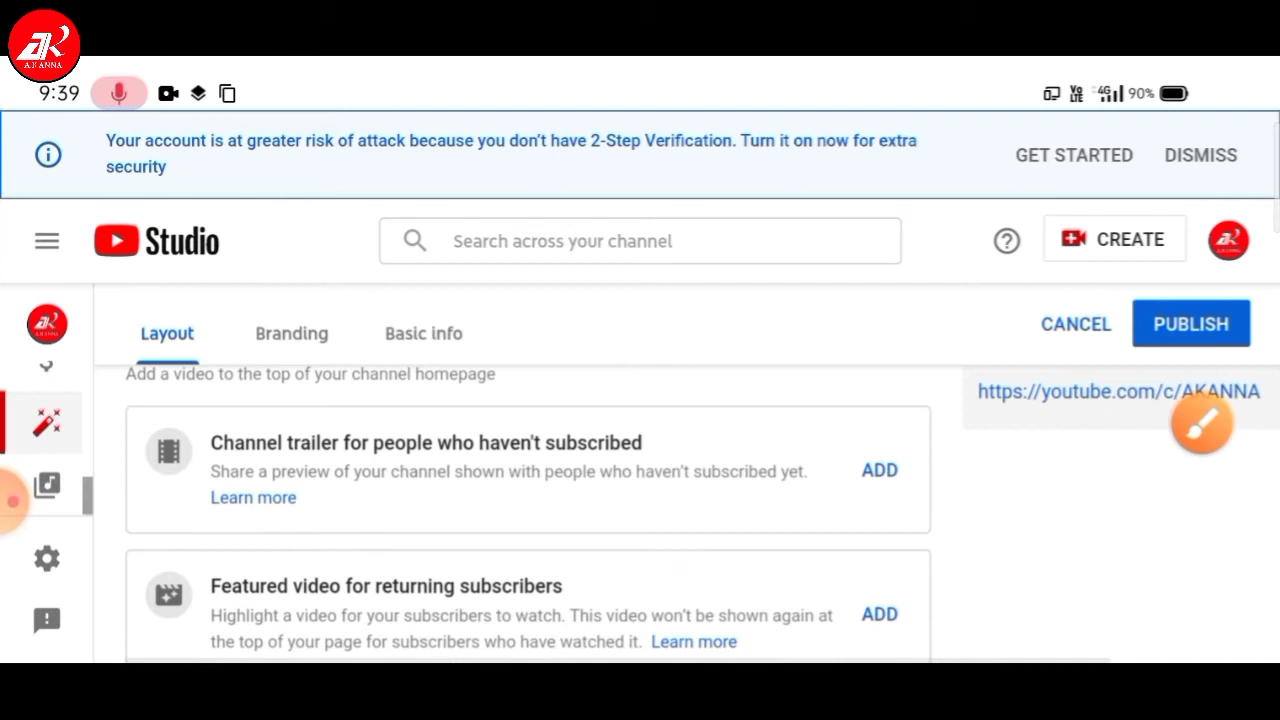 AK
A K ANNA
9:39
Vo LTE 4G 90%
Your account is at greater risk of attack because you don't have 2-Step Verification. Turn it on now for extra
security
GET STARTED DISMISS
Studio
Search across your channel
CREATE
Layout Branding Basic info
CANCEL PUBLISH
Add a video to the top of your channel homepage
https://youtube.com/c/AKANNA
Channel trailer for people who haven't subscribed
Share a preview of your channel shown with people who haven't subscribed yet.
Learn more
ADD
Featured video for returning subscribers
Highlight a video for your subscribers to watch. This video won't be shown again at
the top of your page for subscribers who have watched it. Learn more
ADD